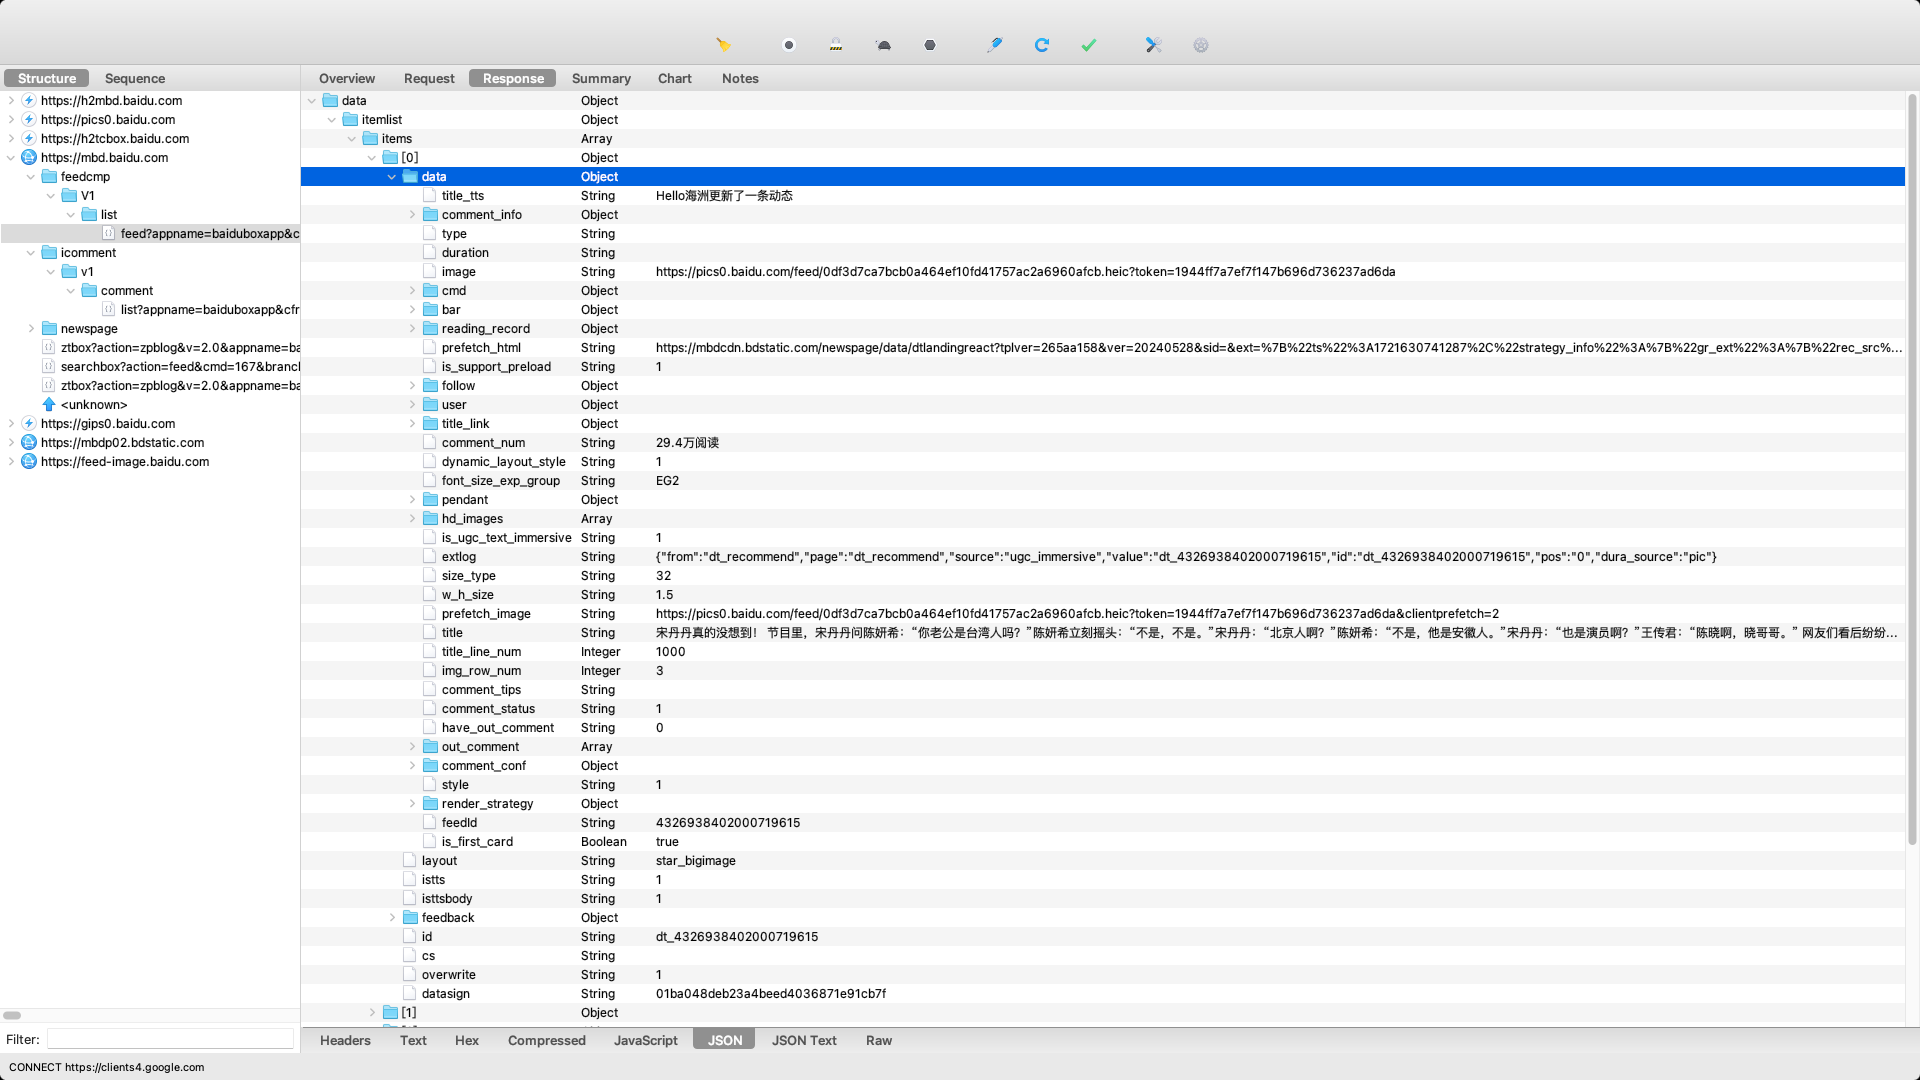 Structure Sequence
Overview Request Response Summary Chart Notes
https://h2mbd.baidu.com
https://pics0.baidu.com
https://h2tcbox.baidu.com
https://mbd.baidu.com
feedcmp
V1
list
feed?appname=baiduboxapp&c
icomment
v1
comment
list?appname=baiduboxapp&cfr
newspage
ztbox?action=zpblog&v=2.0&appname=ba
searchbox?action=feed&cmd=167&branch
ztbox?action=zpblog&v=2.0&appname=ba
<unknown>
https://gips0.baidu.com
https://mbdp02.bdstatic.com
https://feed-image.baidu.com
Filter:
CONNECT https://clients4.google.com
data Object
itemlist Object
items Array
[0] Object
data Object
title_tts String Hello海洲更新了一条动态
comment_info Object
type String
duration String
image String https://pics0.baidu.com/feed/0df3d7ca7bcb0a464ef10fd41757ac2a6960afcb.heic?token=1944ff7a7ef7f147b696d736237ad6da
cmd Object
bar Object
reading_record Object
prefetch_html String https://mbdcdn.bdstatic.com/newspage/data/dtlandingreact?tplver=265aa158&ver=20240528&sid=&ext=%7B%22ts%22%3A1721630741287%2C%22strategy_info%22%3A%7B%22gr_ext%22%3A%7B%22rec_src%...
is_support_preload String 1
follow Object
user Object
title_link Object
comment_num String 29.4万阅读
dynamic_layout_style String 1
font_size_exp_group String EG2
pendant Object
hd_images Array
is_ugc_text_immersive String 1
extlog String {"from":"dt_recommend","page":"dt_recommend","source":"ugc_immersive","value":"dt_4326938402000719615","id":"dt_4326938402000719615","pos":"0","dura_source":"pic"}
size_type String 32
w_h_size String 1.5
prefetch_image String https://pics0.baidu.com/feed/0df3d7ca7bcb0a464ef10fd41757ac2a6960afcb.heic?token=1944ff7a7ef7f147b696d736237ad6da&clientprefetch=2
title String 宋丹丹真的没想到！ 节目里，宋丹丹问陈妍希：“你老公是台湾人吗？”陈妍希立刻摇头：“不是，不是。”宋丹丹：“北京人啊？”陈妍希：“不是，他是安徽人。”宋丹丹：“也是演员啊？”王传君：“陈晓啊，晓哥哥。” 网友们看后纷纷...
title_line_num Integer 1000
img_row_num Integer 3
comment_tips String
comment_status String 1
have_out_comment String 0
out_comment Array
comment_conf Object
style String 1
render_strategy Object
feedId String 4326938402000719615
is_first_card Boolean true
layout String star_bigimage
istts String 1
isttsbody String 1
feedback Object
id String dt_4326938402000719615
cs String
overwrite String 1
datasign String 01ba048deb23a4beed4036871e91cb7f
[1] Object
Headers Text Hex Compressed JavaScript JSON JSON Text Raw